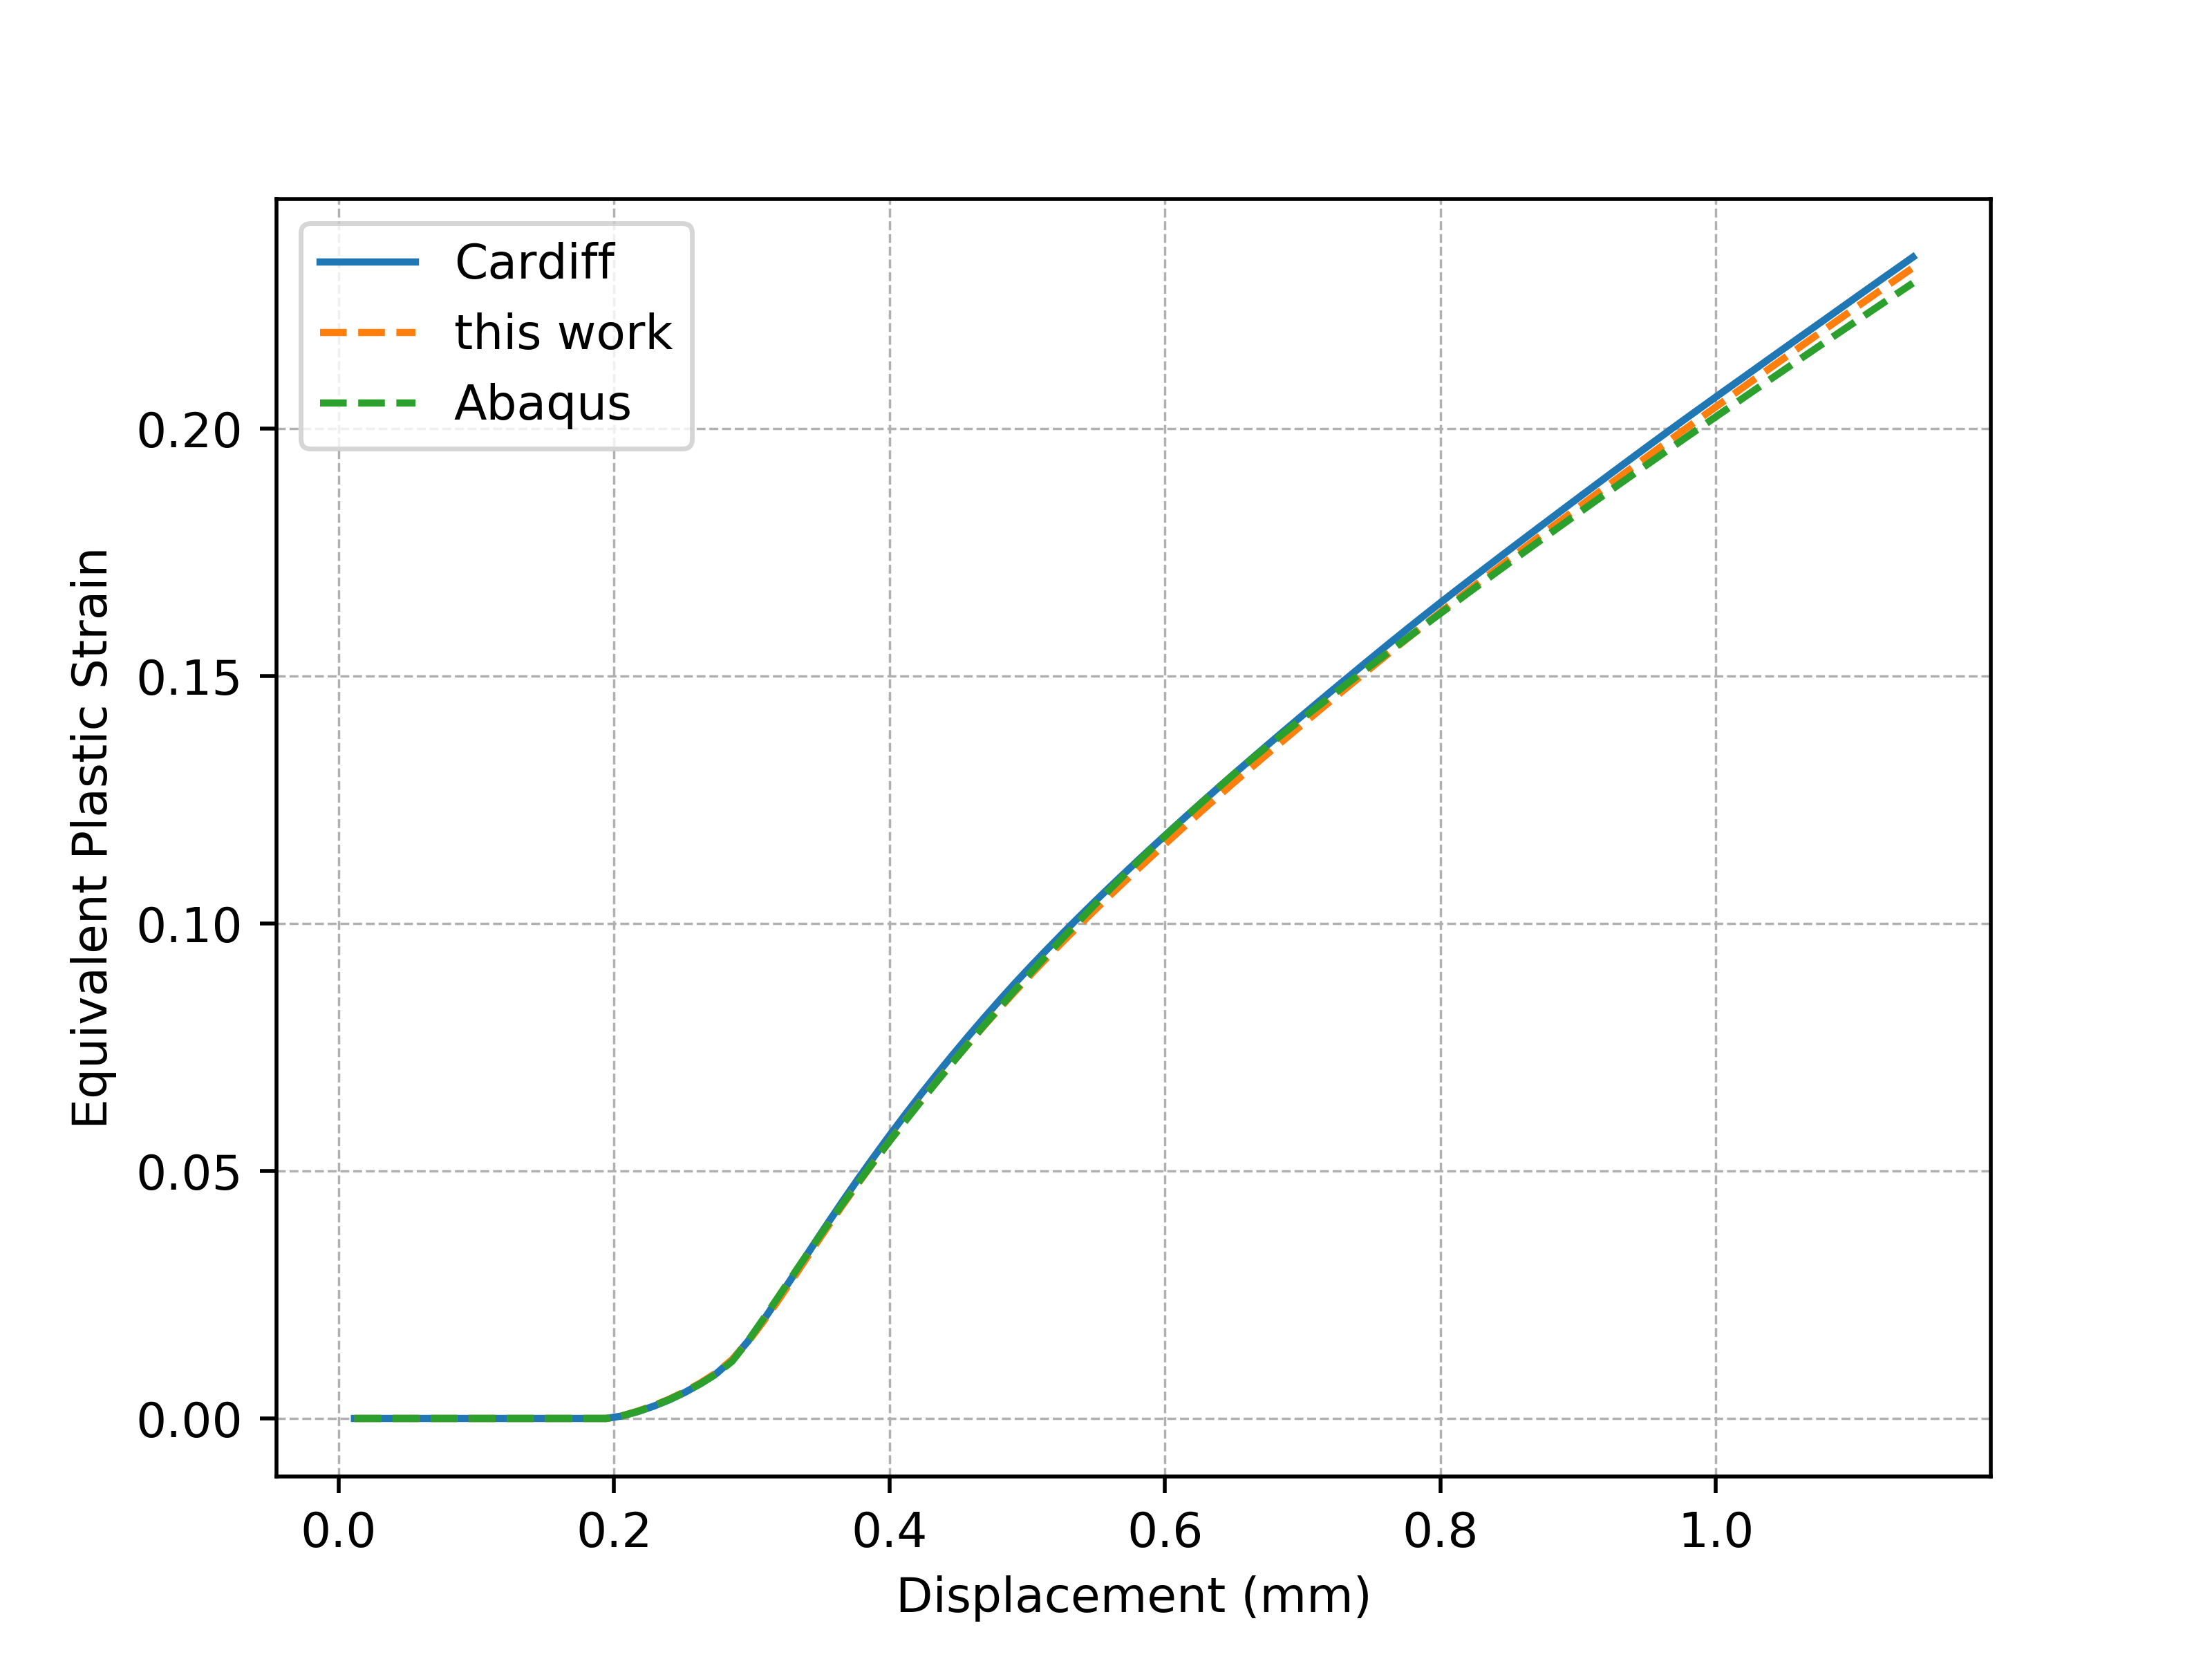 Cardiff
this work
Abaqus
0.20
0.15
0.10
0.05
0.00
Equivalent Plastic Strain
0.0 0.2 0.4 0.6 0.8 1.0
Displacement (mm)